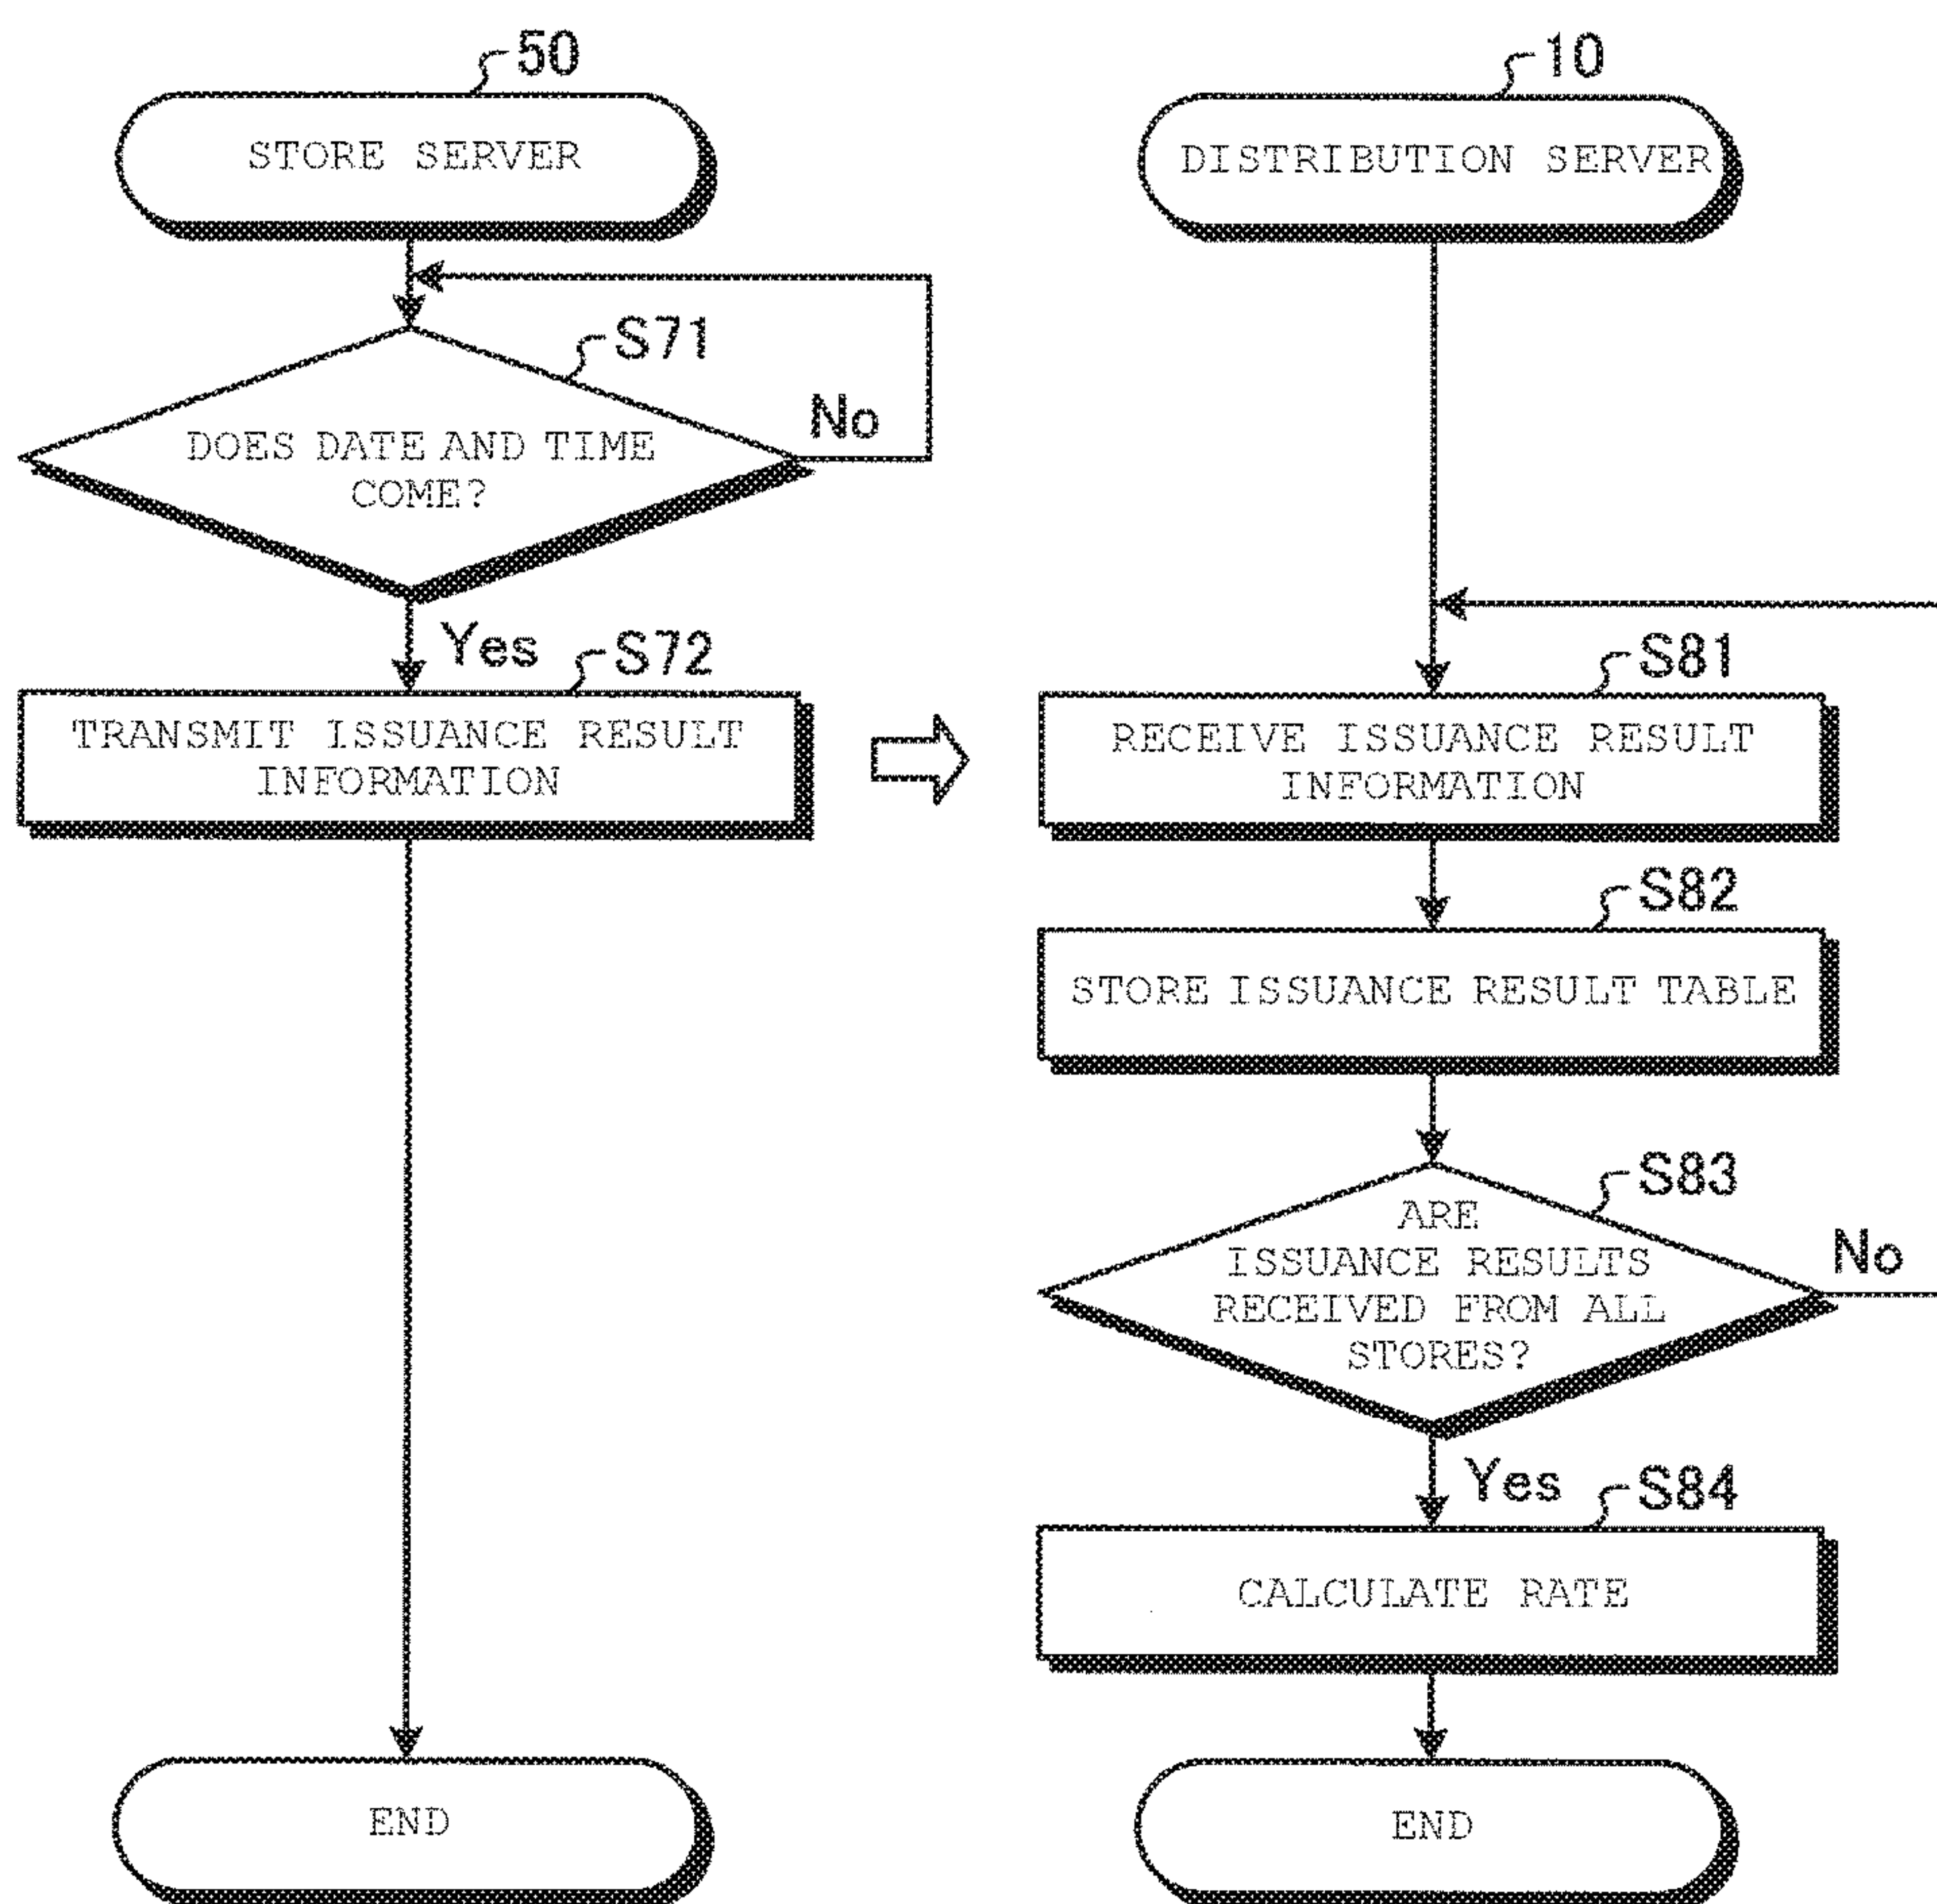 50
STORE SERVER
S71
DOES DATE AND TIME
COME?
No
Yes
S72
TRANSMIT ISSUANCE RESULT
INFORMATION
END
10
DISTRIBUTION SERVER
S81
RECEIVE ISSUANCE RESULT
INFORMATION
S82
STORE ISSUANCE RESULT TABLE
S83
ARE
ISSUANCE RESULTS
RECEIVED FROM ALL
STORES?
No
Yes
S84
CALCULATE RATE
END